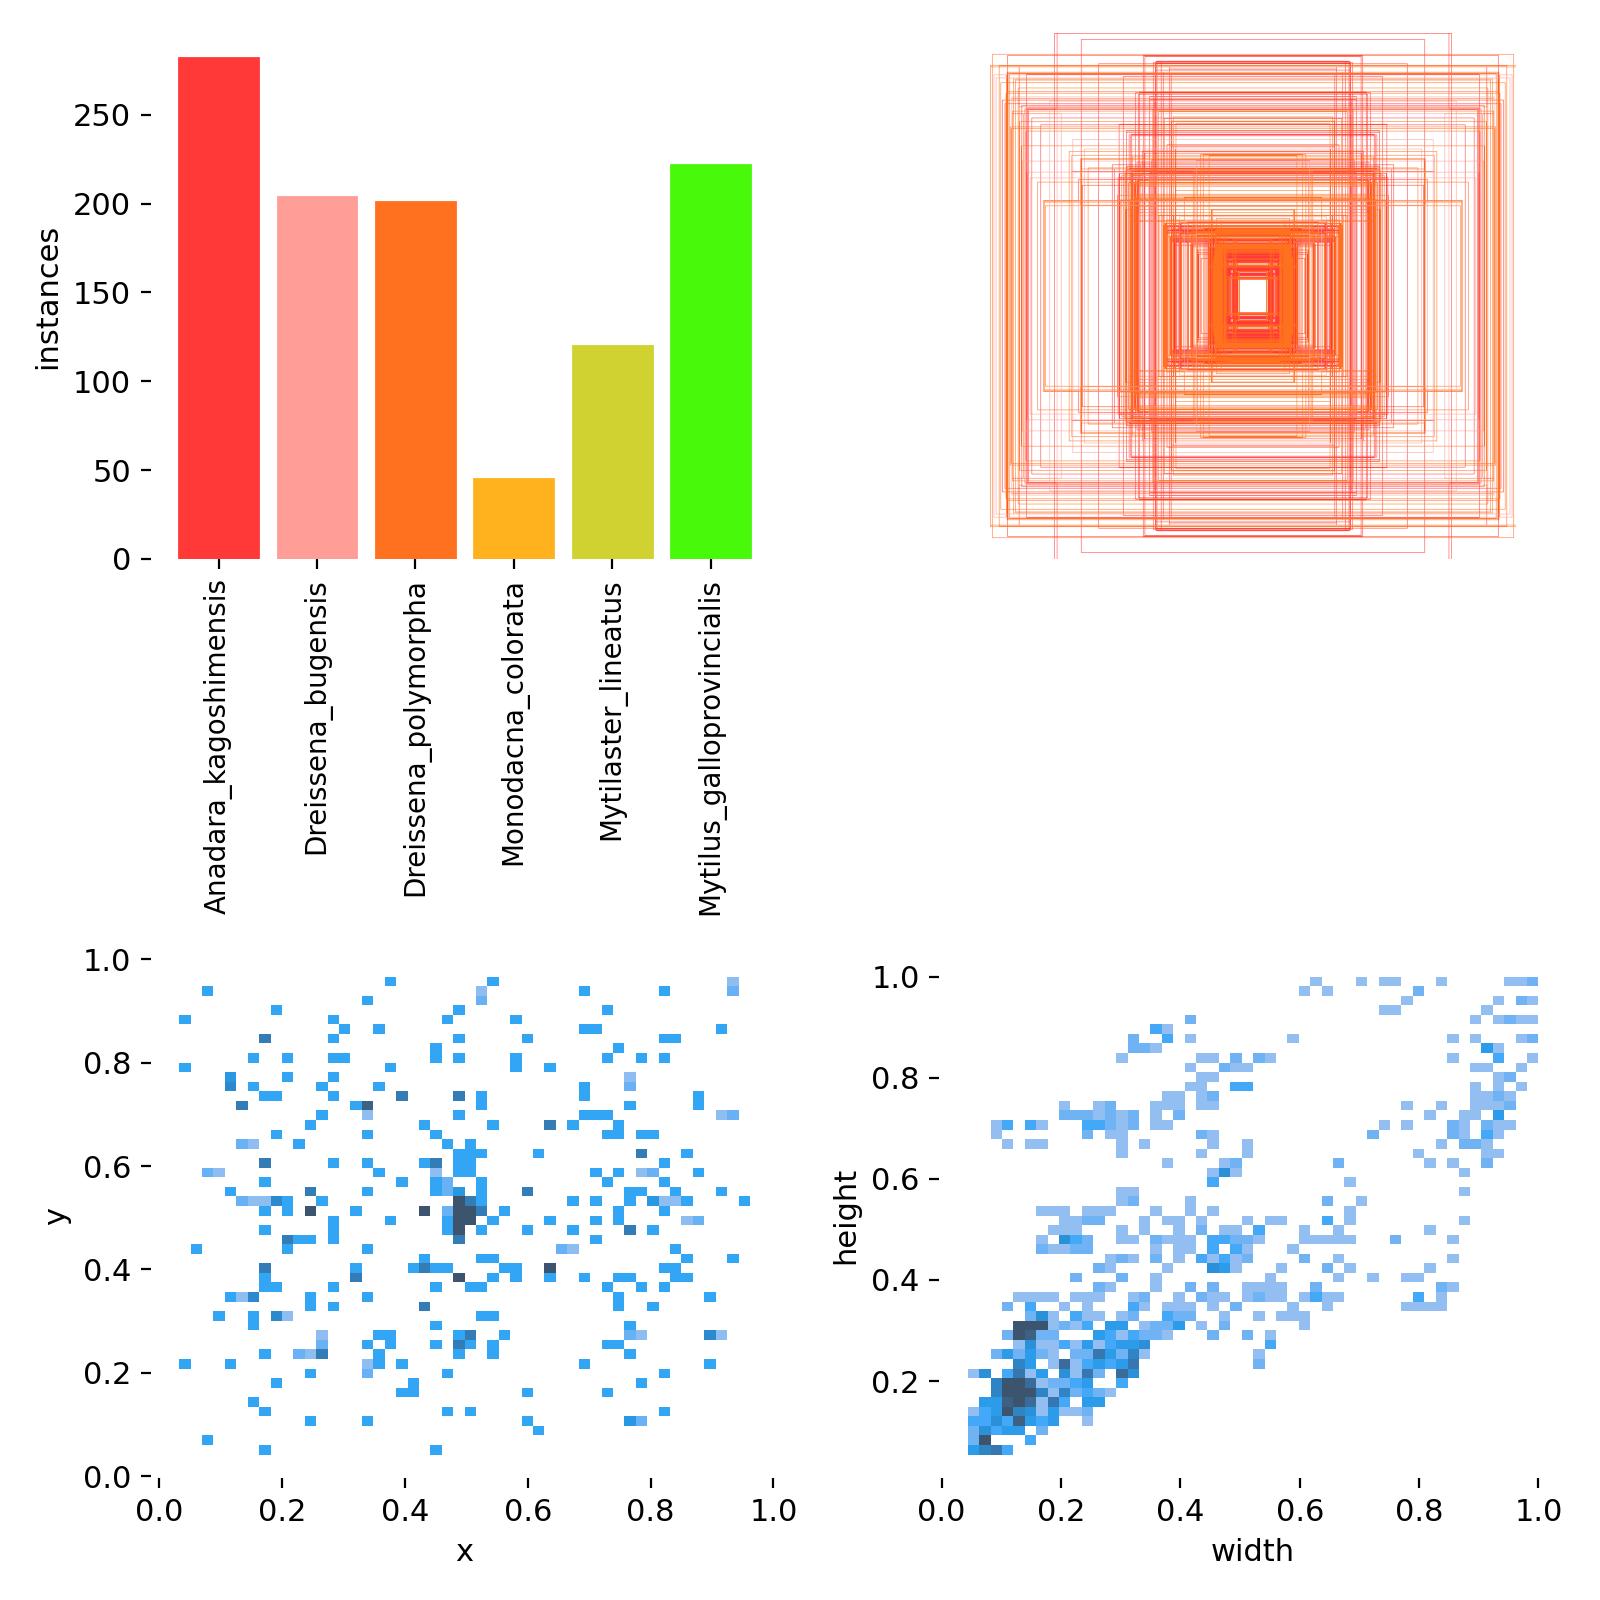 250
200
150
100
50
0
instances
Anadara_kagoshimensis
Dreissena_bugensis
Dreissena_polymorpha
Monodacna_colorata
Mytilaster_lineatus
Mytilus_galloprovincialis
1.0
0.8
0.6
0.4
0.2
0.0
y
0.0 0.2 0.4 0.6 0.8 1.0
x
1.0
0.8
0.6
0.4
0.2
height
0.0 0.2 0.4 0.6 0.8 1.0
width